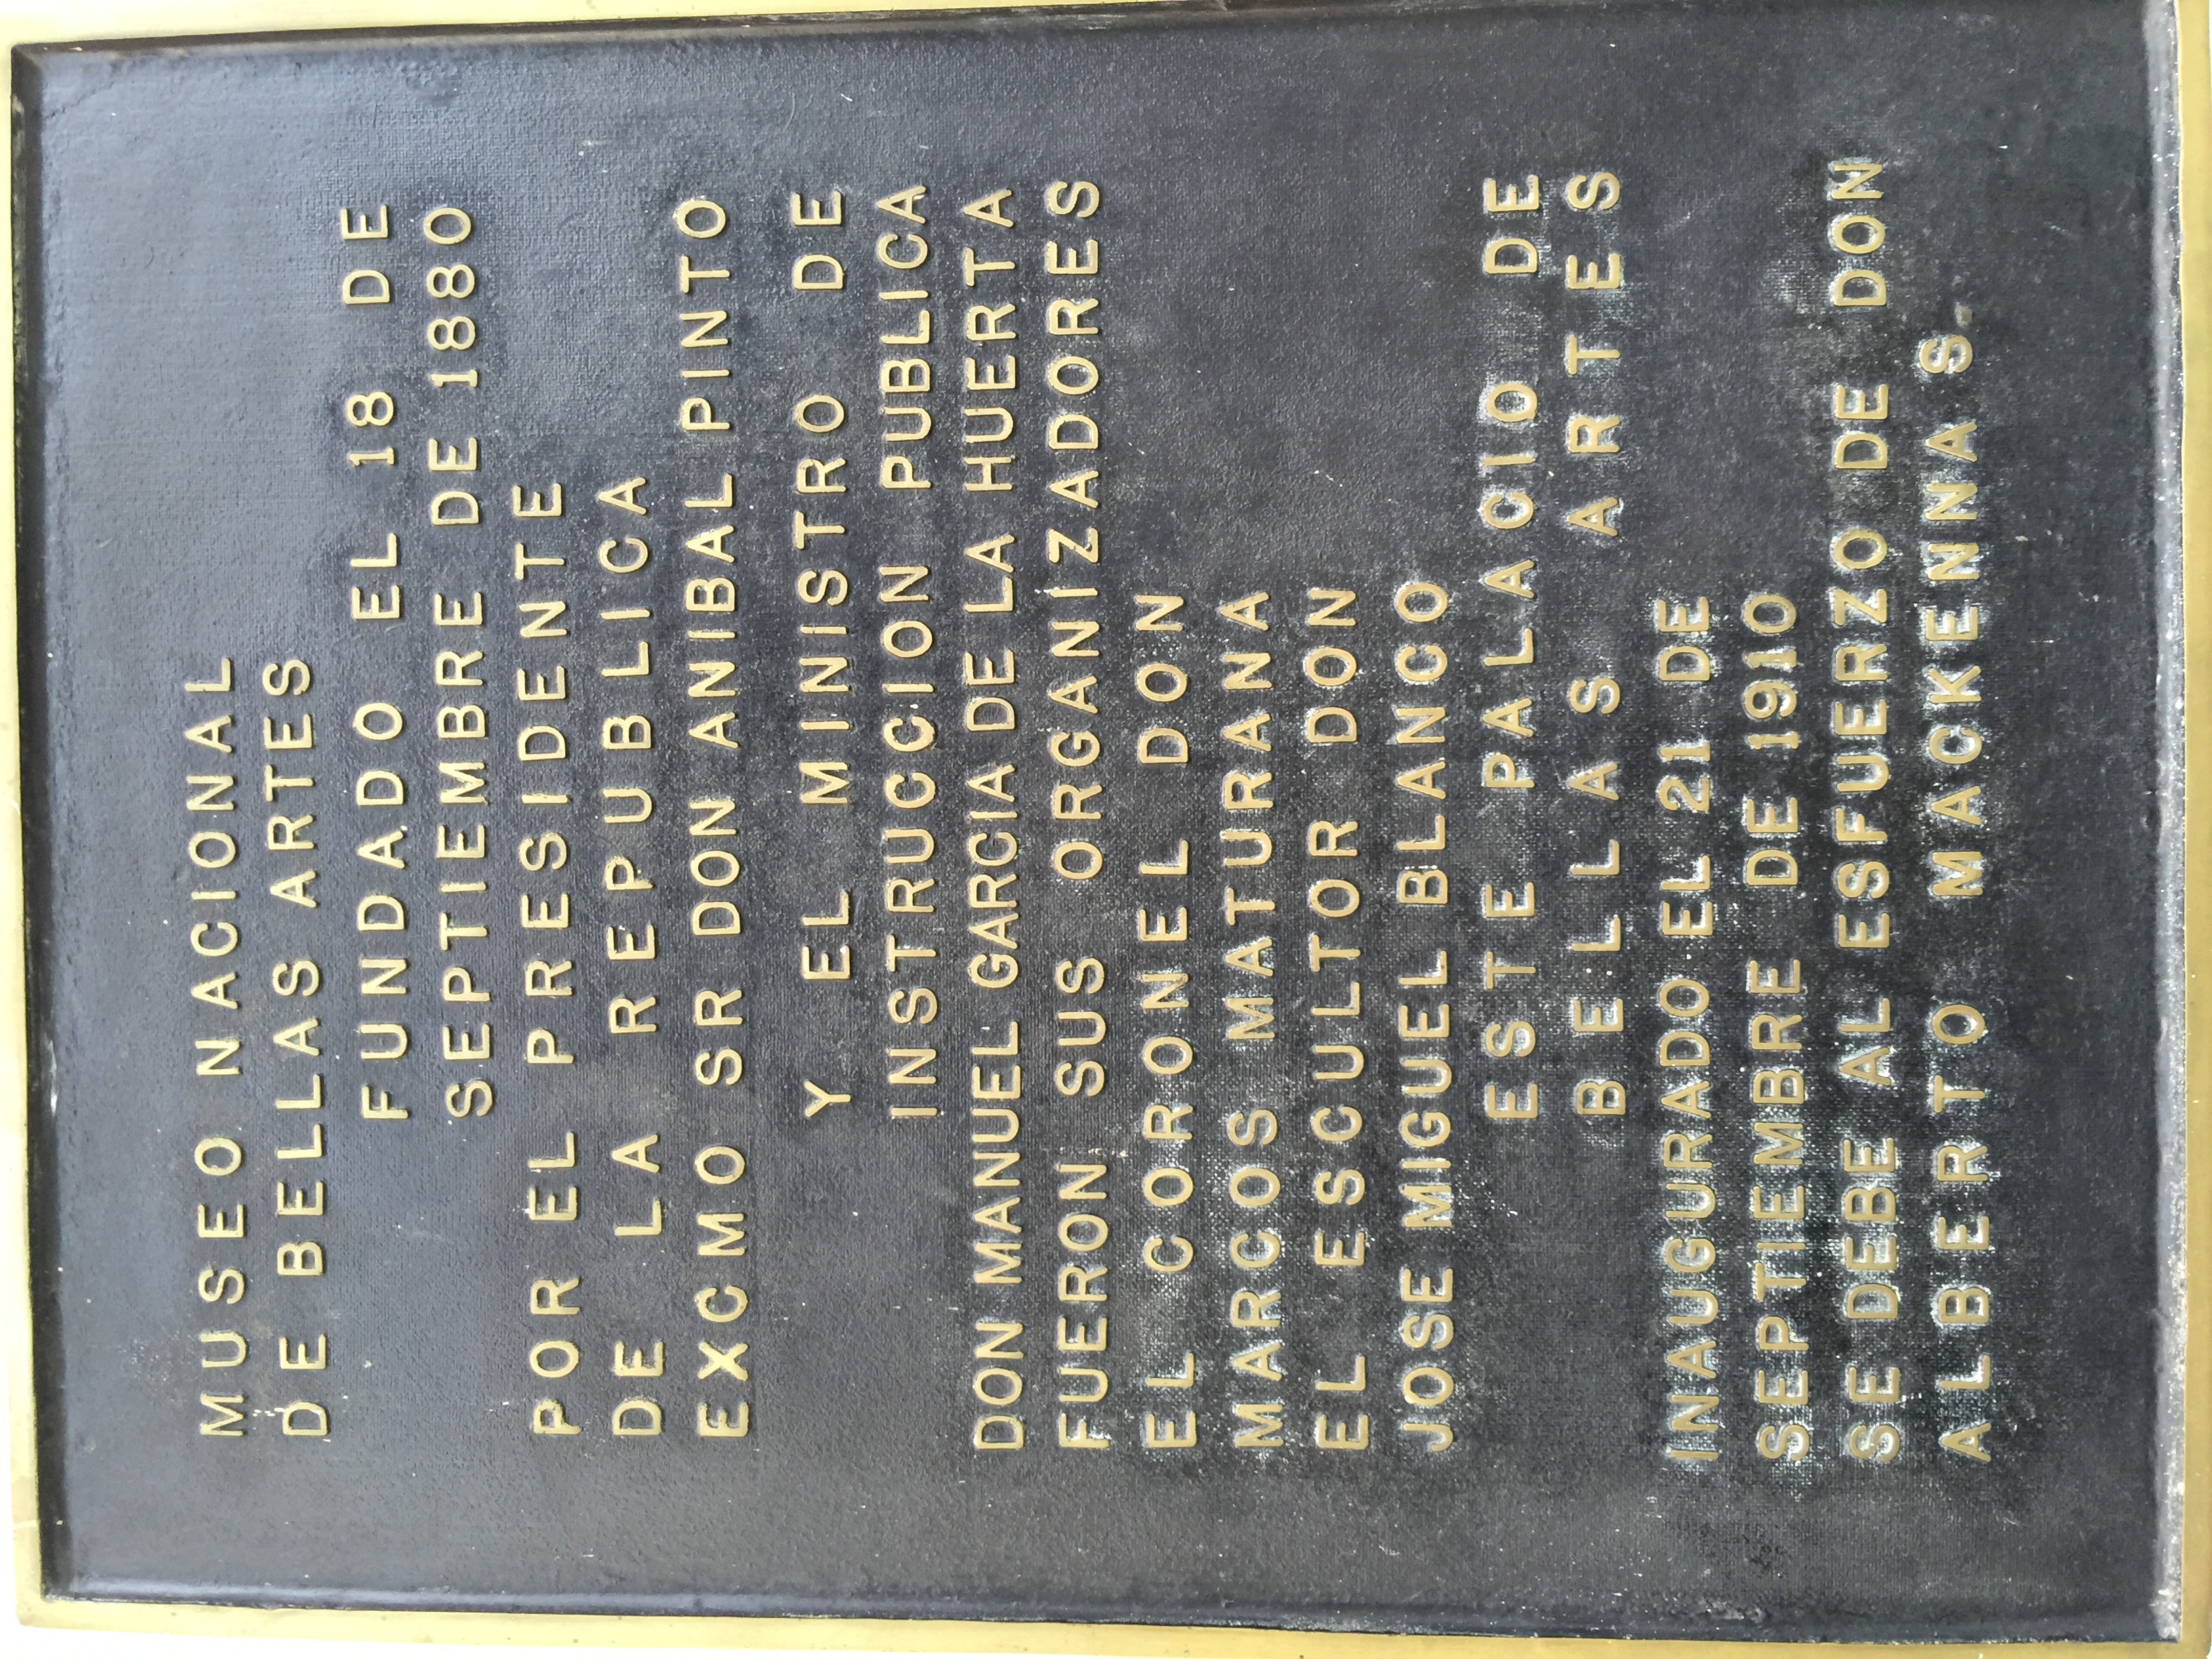 MUSEO NACIONAL
DE BELLAS ARTES
FUNDADO EL 18 DE
SEPTIEMBRE DE 1880
POR EL PRESIDENTE
DE LA REPUBLICA
EXCMO SR DON ANIBAL PINTO
Y EL MINISTRO DE
INSTRUCCION PUBLICA
DON MANUEL GARCIA DE LA HUERTA
FUERON SUS ORGANIZADORES
EL CORONEL DON
MARCOS MATURANA
EL ESCULTOR DON
JOSE MIGUEL BLANCO
ESTE PALACIO DE
BELLAS ARTES
INAUGURADO EL 21 DE
SEPTIEMBRE DE 1910
SE DEBE AL ESFUERZO DE DON
ALBERTO MACKENNA S.